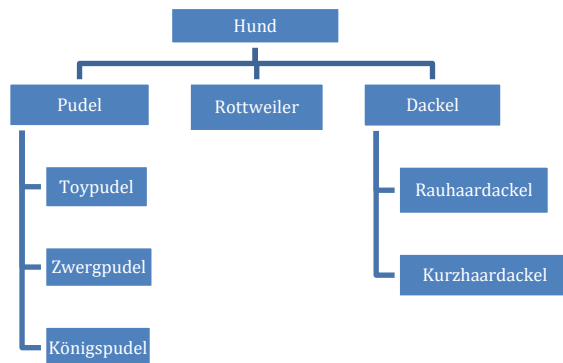 Hund
Pudel
Rottweiler
Dackel
Toypudel
Rauhaardackel
Zwergpudel
Kurzhaardackel
Königspudel